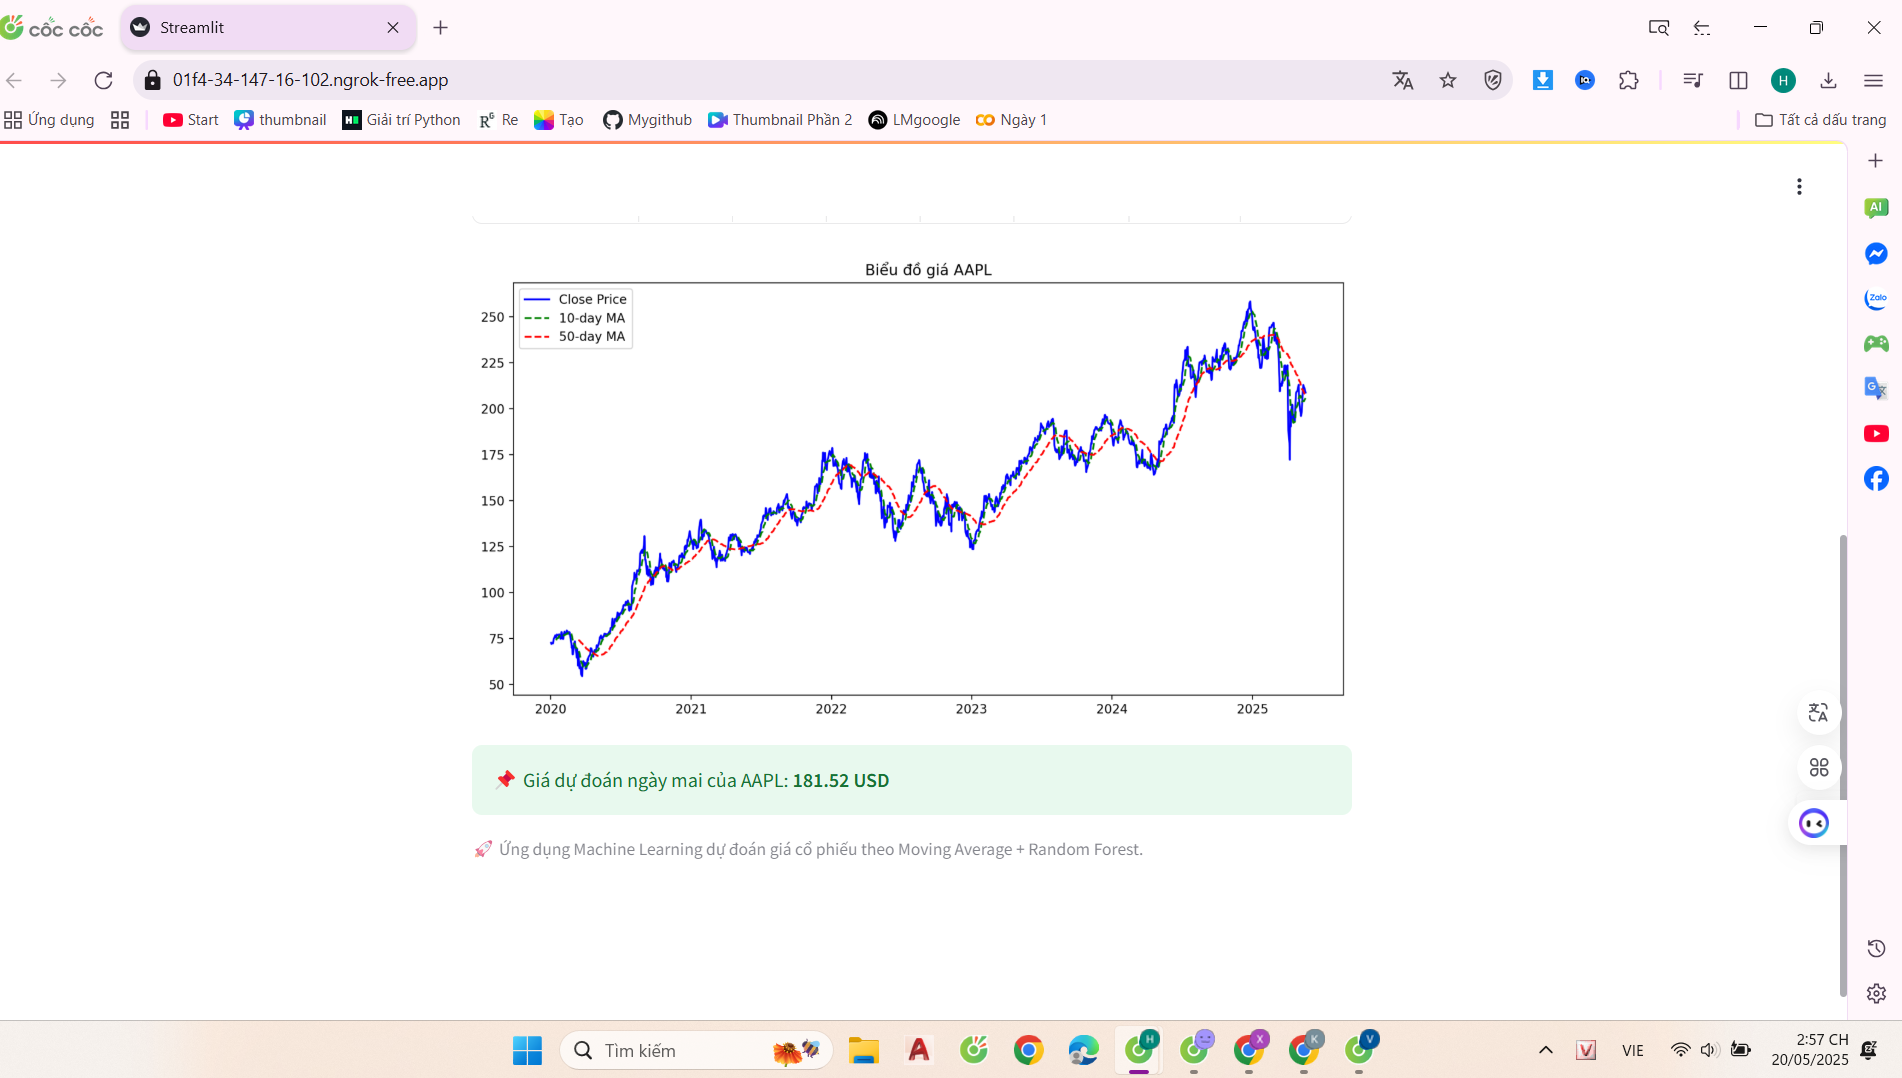 cốc cốc
Streamlit
01f4-34-147-16-102.ngrok-free.app
H
Ứng dụng
Start
thumbnail
Giải trí Python
Re
Tạo
Mygithub
Thumbnail Phần 2
LMgoogle
Ngày 1
Tất cả dấu trang
AI
Zalo
Biểu đồ giá AAPL
Close Price
10-day MA
50-day MA
250
225
200
175
150
125
100
75
50
2020 2021 2022 2023 2024 2025
Giá dự đoán ngày mai của AAPL: 181.52 USD
Ứng dụng Machine Learning dự đoán giá cổ phiếu theo Moving Average + Random Forest.
Tìm kiếm
H
X
K
V
V
VIE
2:57 CH
20/05/2025